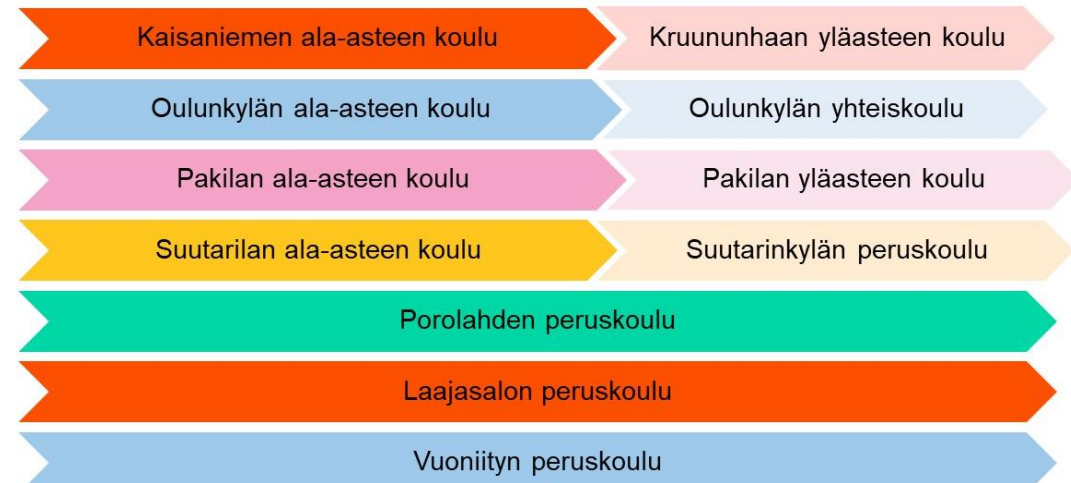 Kaisaniemen ala-asteen koulu
Kruununhaan yläasteen koulu
Oulunkylän ala-asteen koulu
Oulunkylän yhteiskoulu
Pakilan ala-asteen koulu
Pakilan yläasteen koulu
Suutarilan ala-asteen koulu
Suutarinkylän peruskoulu
Porolahden peruskoulu
Laajasalon peruskoulu
Vuoniityn peruskoulu